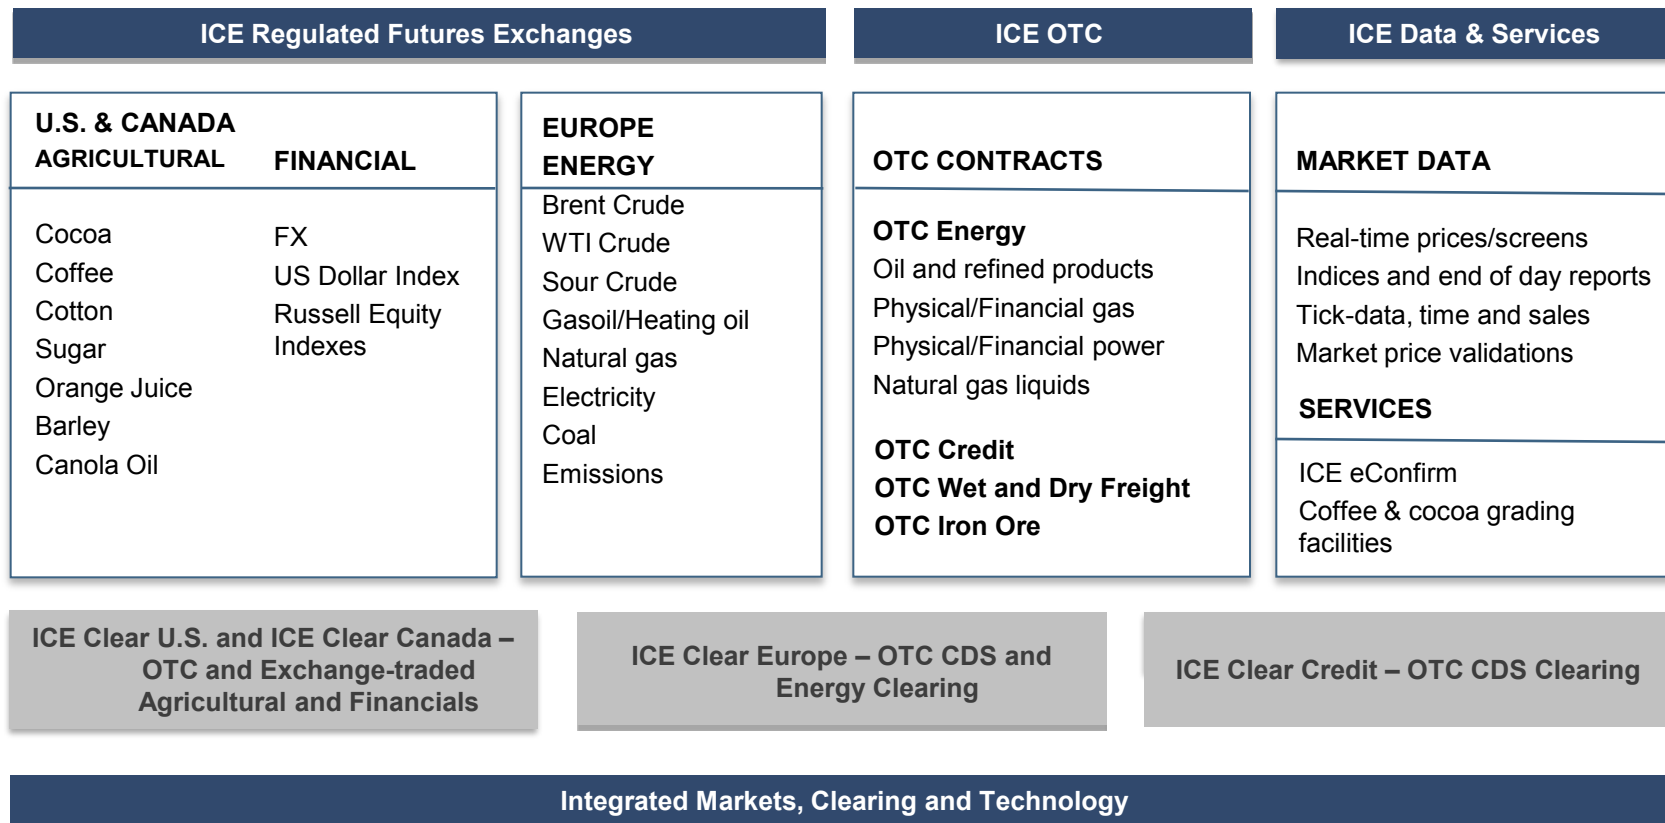 ICE Regulated Futures Exchanges
ICE OTC
ICE Data & Services
U.S. & CANADA
AGRICULTURAL
FINANCIAL
Cocoa
Coffee
Cotton
Sugar
Orange Juice
Barley
Canola Oil
FX
US Dollar Index
Russell Equity
Indexes
EUROPE
ENERGY
Brent Crude
WTI Crude
Sour Crude
Gasoil/Heating oil
Natural gas
Electricity
Coal
Emissions
OTC CONTRACTS
OTC Energy
Oil and refined products
Physical/Financial gas
Physical/Financial power
Natural gas liquids
OTC Credit
OTC Wet and Dry Freight
OTC Iron Ore
MARKET DATA
Real-time prices/screens
Indices and end of day reports
Tick-data, time and sales
Market price validations
SERVICES
ICE eConfirm
Coffee & cocoa grading
facilities
ICE Clear U.S. and ICE Clear Canada –
OTC and Exchange-traded
Agricultural and Financials
ICE Clear Europe – OTC CDS and
Energy Clearing
ICE Clear Credit – OTC CDS Clearing
Integrated Markets, Clearing and Technology